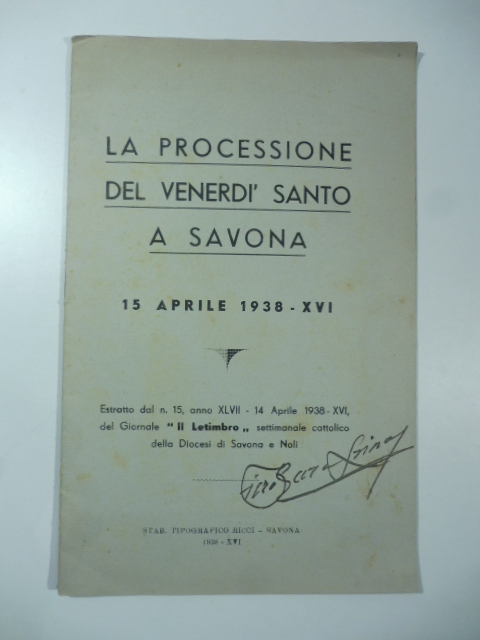 LA PROCESSIONE
DEL VENERDI' SANTO
A SAVONA
15 APRILE 1938 - XVI
Estratto dal n. 15, anno XLVII - 14 Aprile 1938 - XVI,
del Giornale “Il Letimbro„ settimanale cattolico
della Diocesi di Savona e Noli
STAB. TIPOGRAFICO RICCI - SAVONA
1938 - XVI